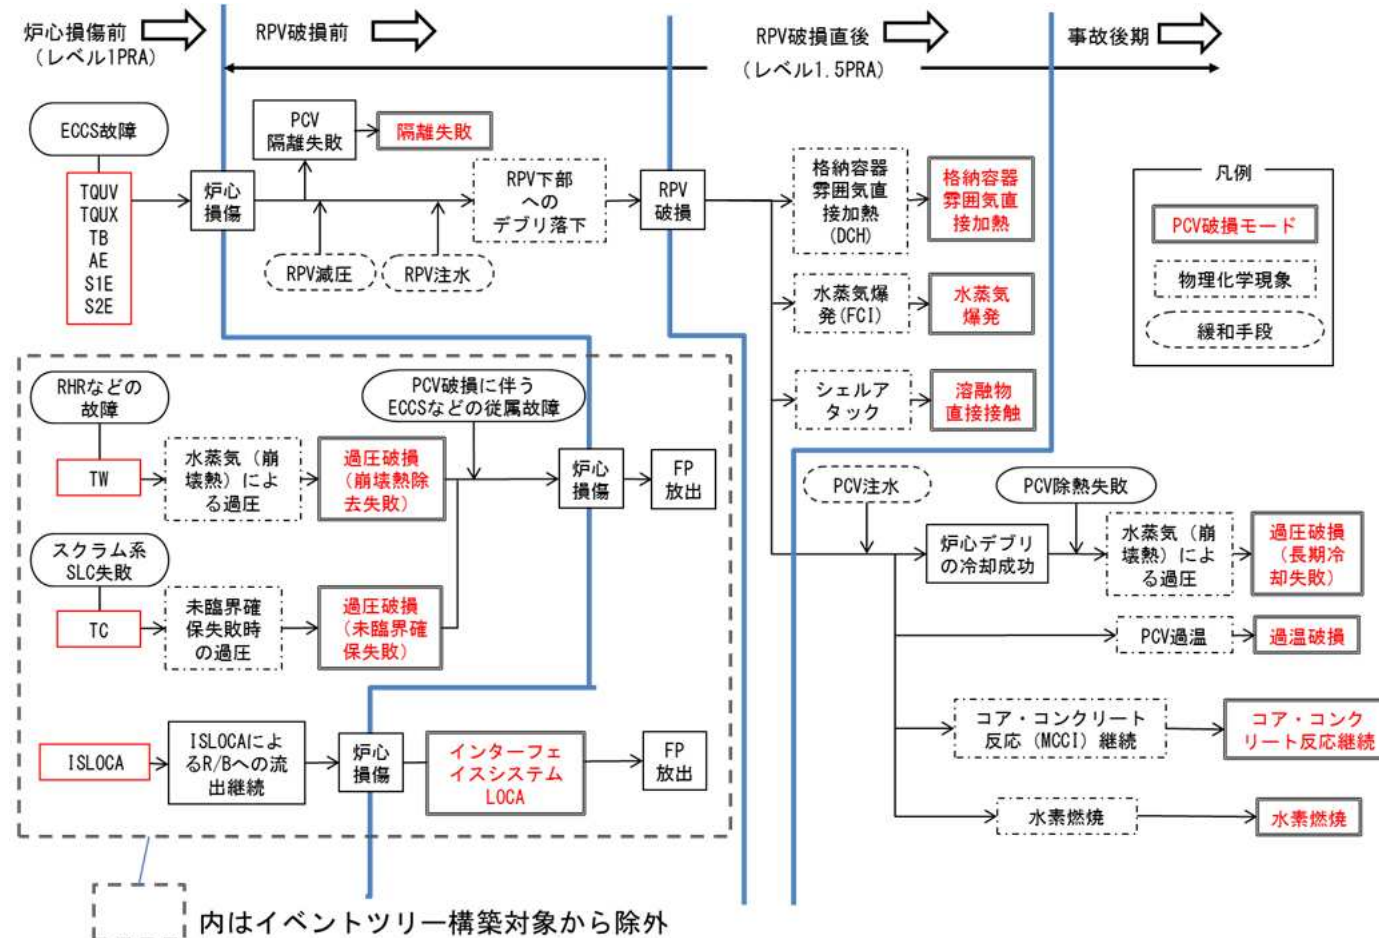 炉心損傷前
（レベル1PRA）
RPV破損前
RPV破損直後
（レベル1.5PRA）
事故後期
ECCS故障
TQUV
TQUX
TB
AE
S1E
S2E
炉心
損傷
PCV
隔離失敗
隔離失敗
RPV減圧
RPV注水
RPV下部
への
デブリ落下
RPV
破損
格納容器
雰囲気直
接加熱
(DCH)
格納容器
雰囲気直
接加熱
水蒸気爆
発(FCI)
水蒸気
爆発
シェルア
タック
溶融物
直接接触
凡例
PCV破損モード
物理化学現象
緩和手段
RHRなどの
故障
TW
水蒸気（崩
壊熱）によ
る過圧
過圧破損
（崩壊熱除
去失敗）
PCV破損に伴う
ECCSなどの従属故障
炉心
損傷
FP
放出
スクラム系
SLC失敗
TC
未臨界確
保失敗時
の過圧
過圧破損
（未臨界確
保失敗）
ISLOCA
ISLOCAによ
るR/Bへの流
出継続
炉心
損傷
インターフェ
イスシステム
LOCA
FP
放出
PCV注水
PCV除熱失敗
炉心デブリ
の冷却成功
水蒸気（崩
壊熱）によ
る過圧
過圧破損
（長期冷
却失敗）
PCV過温
過温破損
コア・コンクリート
反応（MCCI）継続
コア・コンク
リート反応継続
水素燃焼
水素燃焼
内はイベントツリー構築対象から除外